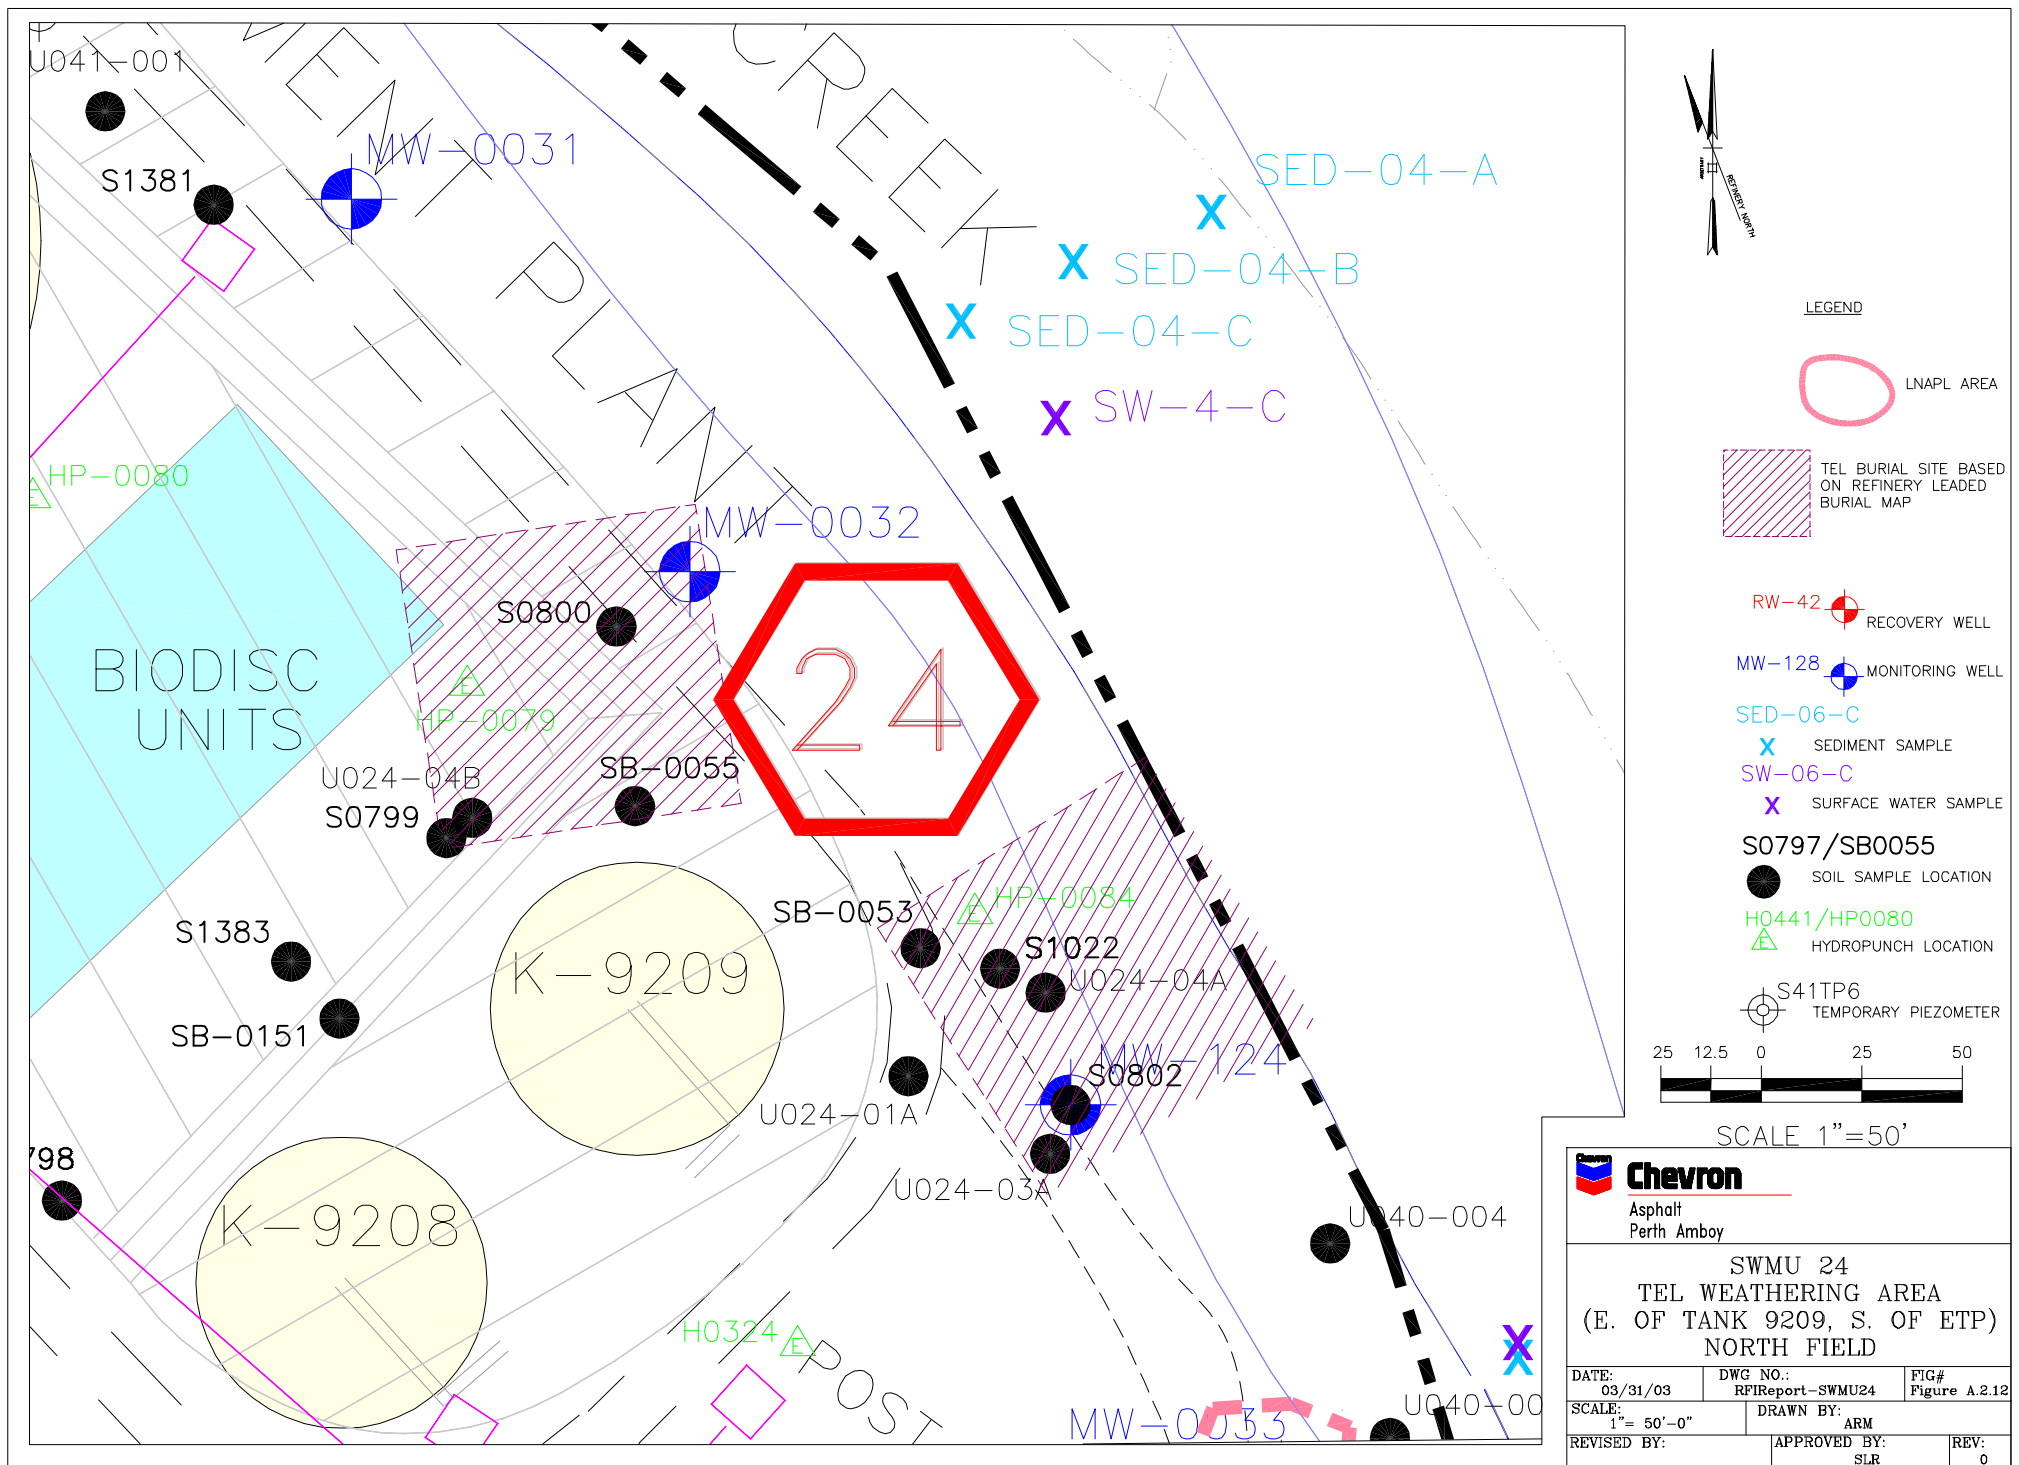 U041-001
MENT PLANT
CREEK
S1381
MW-0031
SED-04-A
SED-04-B
SED-04-C
SW-4-C
HP-0080
MW-0032
S0800
BIODISC
UNITS
HP-0079
24
U024-04B
SB-0055
S0799
SB-0053
HP-0084
S1383
K-9209
S1022
U024-04A
SB-0151
MW-124
S0802
U024-01A
798
U024-03A
K-9208
U040-004
H0324
POST
MW-0033
U040-00
REFINERY NORTH
LEGEND
LNAPL AREA
TEL BURIAL SITE BASED
ON REFINERY LEADED
BURIAL MAP
RW-42
RECOVERY WELL
MW-128
MONITORING WELL
SED-06-C
X SEDIMENT SAMPLE
SW-06-C
X SURFACE WATER SAMPLE
S0797/SB0055
SOIL SAMPLE LOCATION
H0441/HP0080
E HYDROPUNCH LOCATION
S41TP6
TEMPORARY PIEZOMETER
25 12.5 0 25 50
SCALE 1"=50'
Chevron
Chevron
Asphalt
Perth Amboy
SWMU 24
TEL WEATHERING AREA
(E. OF TANK 9209, S. OF ETP)
NORTH FIELD
DATE:
03/31/03
DWG NO.:
RFIReport-SWMU24
FIG#
Figure A.2.12
SCALE:
1"= 50'-0"
DRAWN BY:
ARM
REVISED BY:
APPROVED BY:
SLR
REV:
0